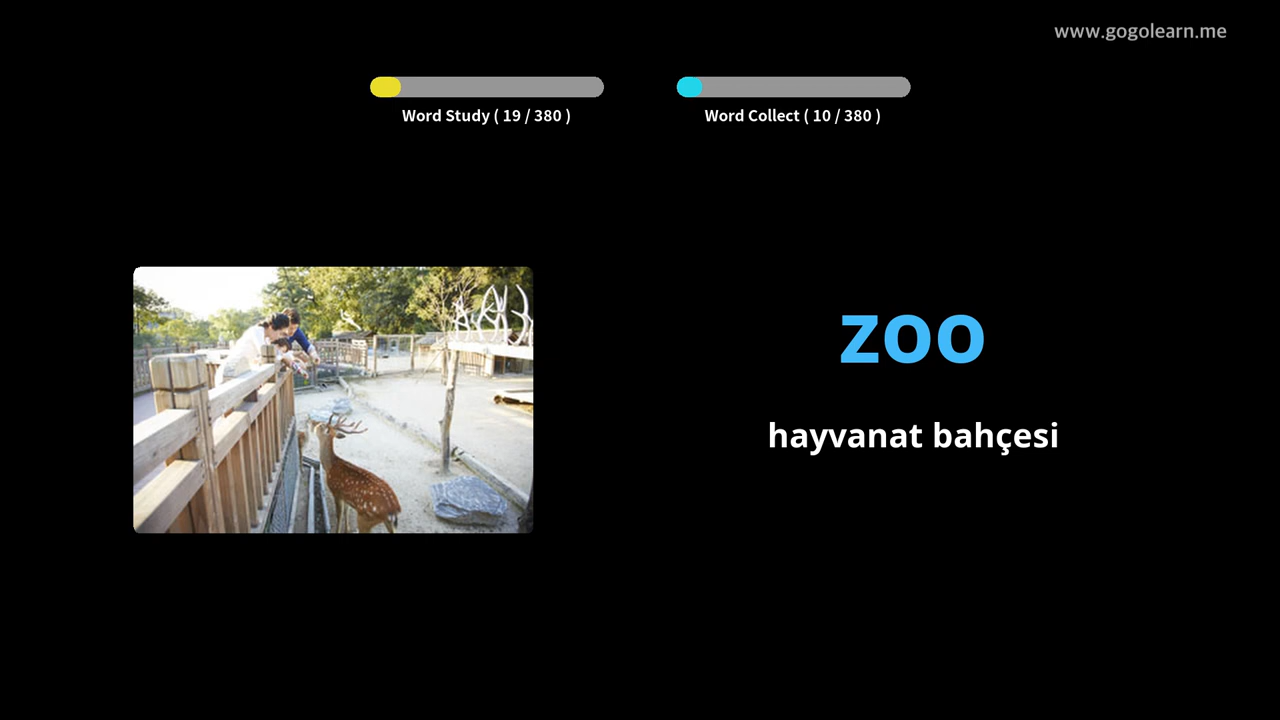 www.gogolearn.me
Word Study ( 19 / 380 )
Word Collect ( 10 / 380 )
zoo
hayvanat bahçesi